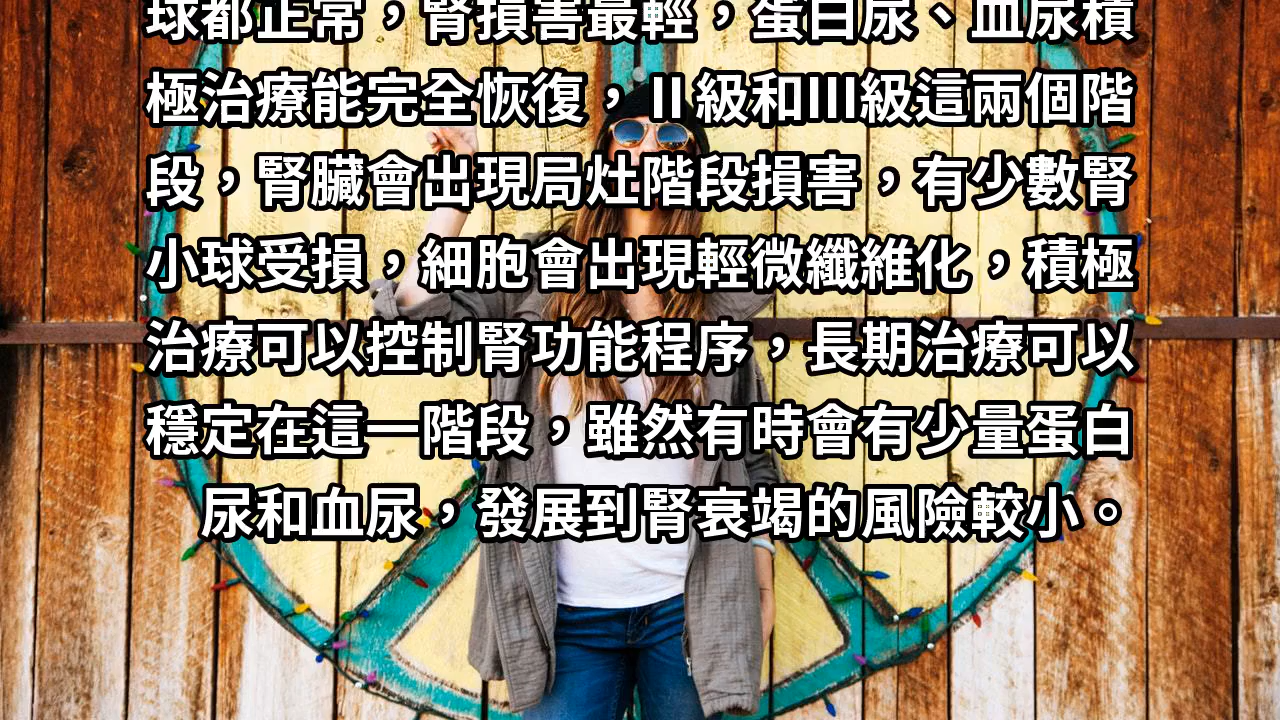 球都正常，腎損害最輕，蛋白尿、血尿積
極治療能完全恢復，Ⅱ級和III級這兩個階
段，腎臟會出現局灶階段損害，有少數腎
小球受損，細胞會出現輕微纖維化，積極
治療可以控制腎功能程序，長期治療可以
穩定在這一階段，雖然有時會有少量蛋白
尿和血尿，發展到腎衰竭的風險較小。